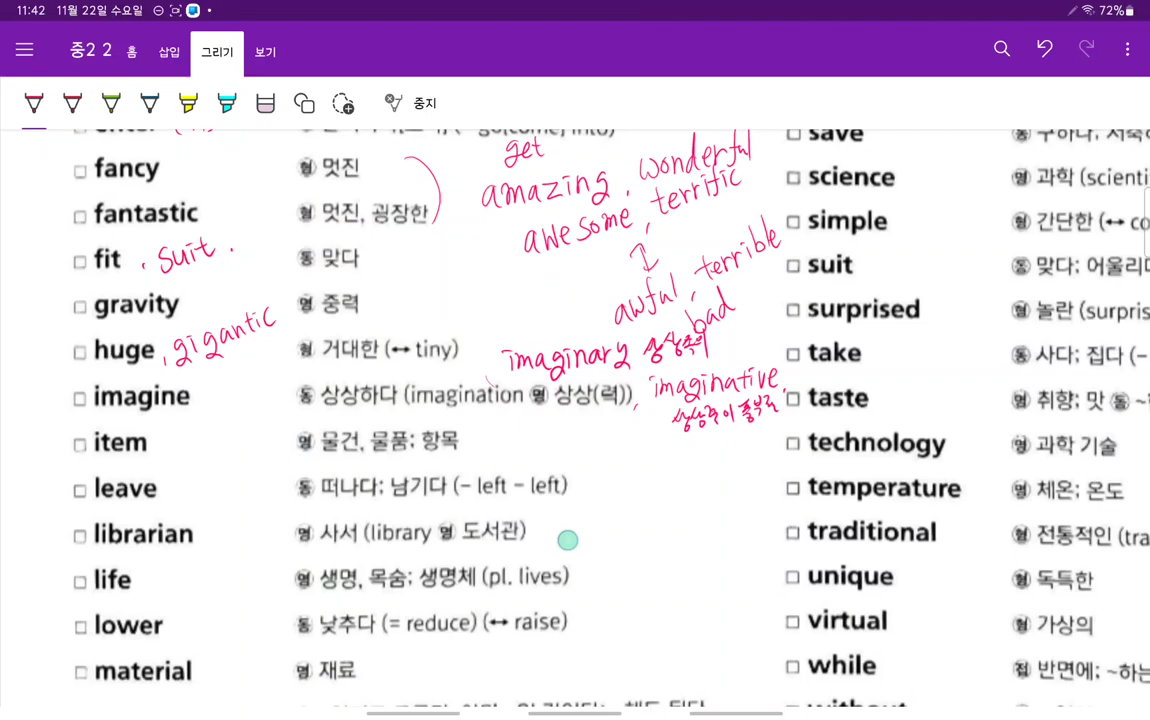 11:42 11월 22일 수요일 72%
중2 2 홈 삽입 그리기 보기
중지
get
□ fancy 형 멋진
□ fantastic 형 멋진, 굉장한
amazing, wonderful
awesome, terrific
↕
awful, terrible
bad
□ fit , suit . 동 맞다
□ gravity 명 중력
□ huge , gigantic 형 거대한 (↔ tiny)
imaginary 상상속의
□ imagine 동 상상하다 (imagination 명 상상(력)), imaginative,
상상력이 풍부한
□ item 명 물건, 물품; 항목
□ leave 동 떠나다; 남기다 (– left – left)
□ librarian 명 사서 (library 명 도서관)
□ life 명 생명, 목숨; 생명체 (pl. lives)
□ lower 동 낮추다 (= reduce) (↔ raise)
□ material 명 재료
□ save
□ science 명 과학 (scienti
□ simple 형 간단한 (↔ co
□ suit 동 맞다; 어울리다
□ surprised 형 놀란 (surpris
□ take 동 사다; 집다 (–
□ taste 명 취향; 맛 동 ~
□ technology 명 과학 기술
□ temperature 명 체온; 온도
□ traditional 형 전통적인 (tra
□ unique 형 독특한
□ virtual 형 가상의
□ while 접 반면에; ~하는